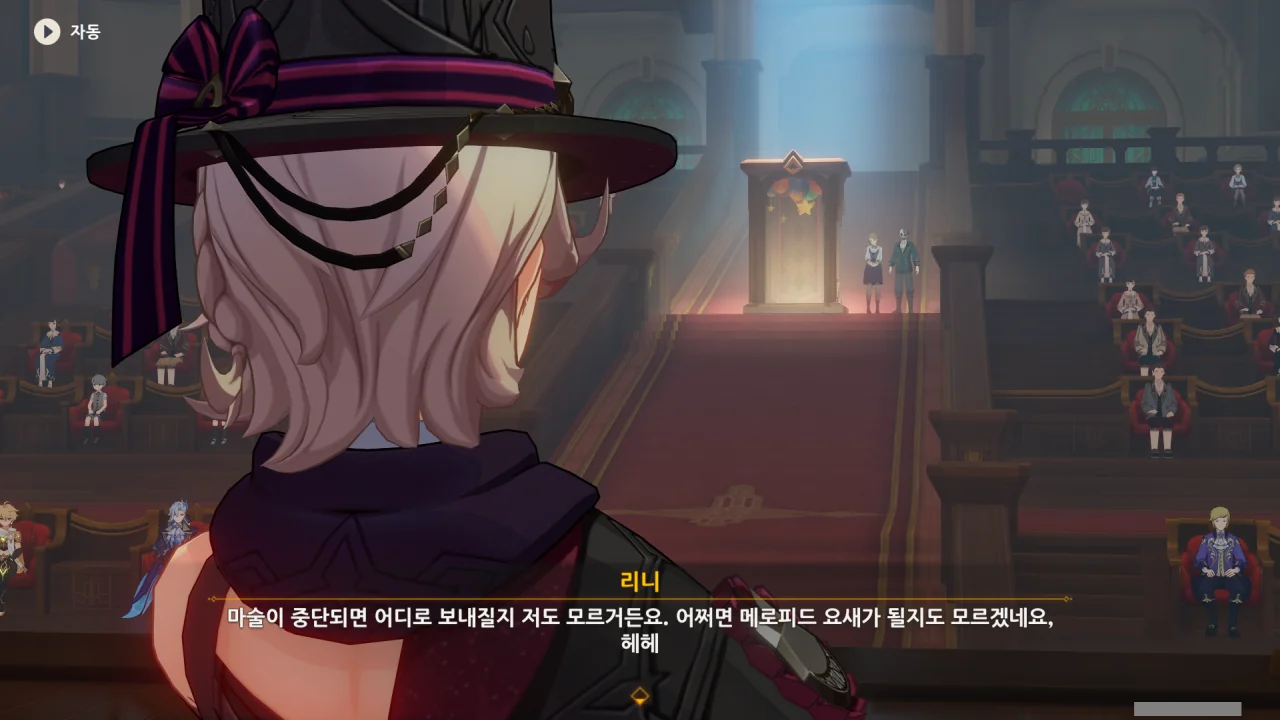 자동
리니
마술이 중단되면 어디로 보내질지 저도 모르거든요. 어쩌면 메로피드 요새가 될지도 모르겠네요,
헤헤